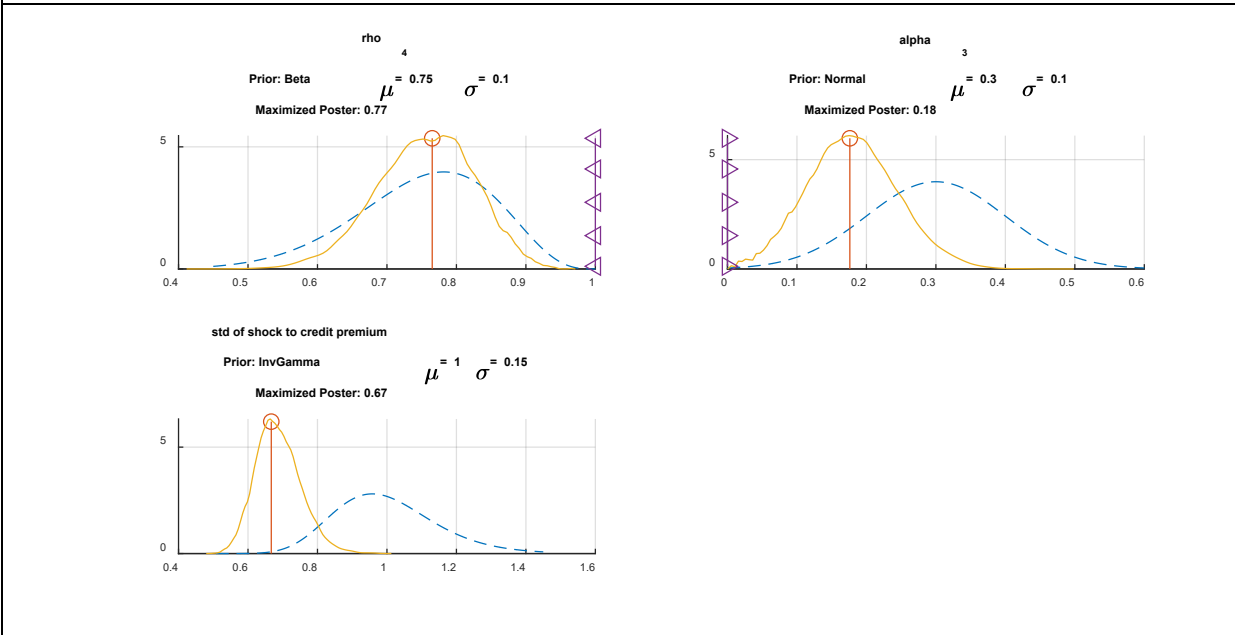 rho
4
Prior: Beta μ = 0.75 σ = 0.1
Maximized Poster: 0.77
5
0
0.4 0.5 0.6 0.7 0.8 0.9 1
alpha
3
Prior: Normal μ = 0.3 σ = 0.1
Maximized Poster: 0.18
5
0
0 0.1 0.2 0.3 0.4 0.5 0.6
std of shock to credit premium
Prior: InvGamma μ = 1 σ = 0.15
Maximized Poster: 0.67
5
0
0.4 0.6 0.8 1 1.2 1.4 1.6